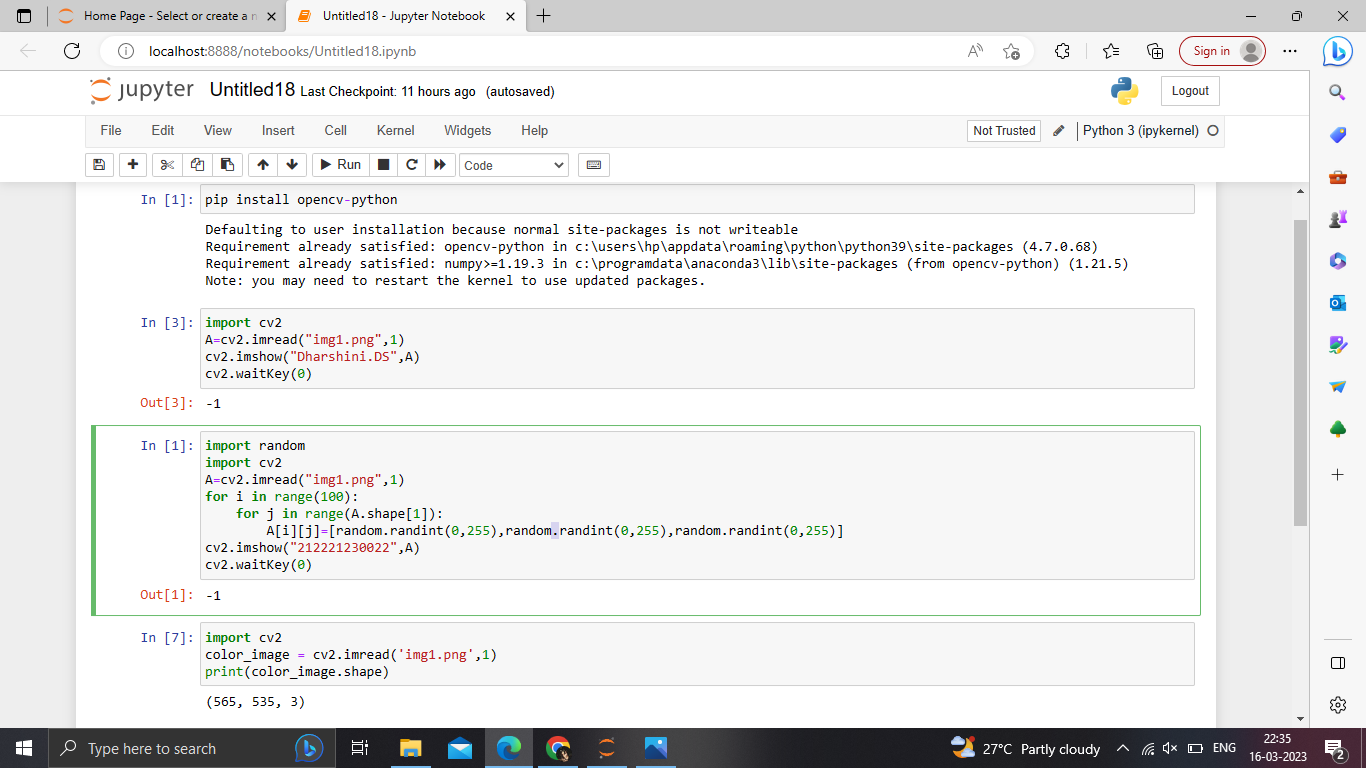 Home Page - Select or create a n
Untitled18 - Jupyter Notebook
localhost:8888/notebooks/Untitled18.ipynb
Sign in
jupyter Untitled18 Last Checkpoint: 11 hours ago (autosaved)
Logout
File Edit View Insert Cell Kernel Widgets Help
Not Trusted
Python 3 (ipykernel)
Run
Code
In [1]: pip install opencv-python
Defaulting to user installation because normal site-packages is not writeable
Requirement already satisfied: opencv-python in c:\users\hp\appdata\roaming\python\python39\site-packages (4.7.0.68)
Requirement already satisfied: numpy>=1.19.3 in c:\programdata\anaconda3\lib\site-packages (from opencv-python) (1.21.5)
Note: you may need to restart the kernel to use updated packages.
In [3]: import cv2
A=cv2.imread("img1.png",1)
cv2.imshow("Dharshini.DS",A)
cv2.waitKey(0)
Out[3]: -1
In [1]: import random
import cv2
A=cv2.imread("img1.png",1)
for i in range(100):
    for j in range(A.shape[1]):
        A[i][j]=[random.randint(0,255),random.randint(0,255),random.randint(0,255)]
cv2.imshow("212221230022",A)
cv2.waitKey(0)
Out[1]: -1
In [7]: import cv2
color_image = cv2.imread('img1.png',1)
print(color_image.shape)
(565, 535, 3)
Type here to search
27°C Partly cloudy
ENG
22:35
16-03-2023
2